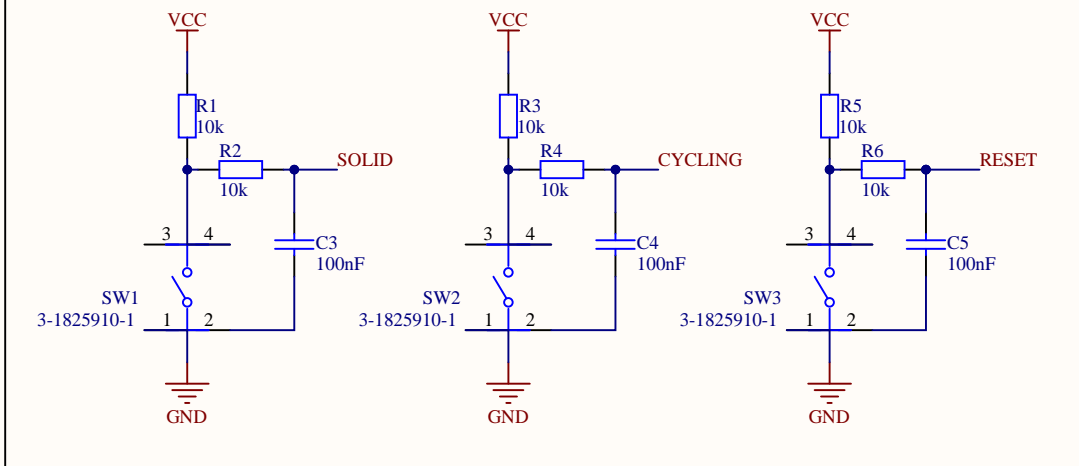 VCC
R1
10k
R2
10k
SOLID
3 4
C3
100nF
SW1
3-1825910-1
1 2
GND
VCC
R3
10k
R4
10k
CYCLING
3 4
C4
100nF
SW2
3-1825910-1
1 2
GND
VCC
R5
10k
R6
10k
RESET
3 4
C5
100nF
SW3
3-1825910-1
1 2
GND